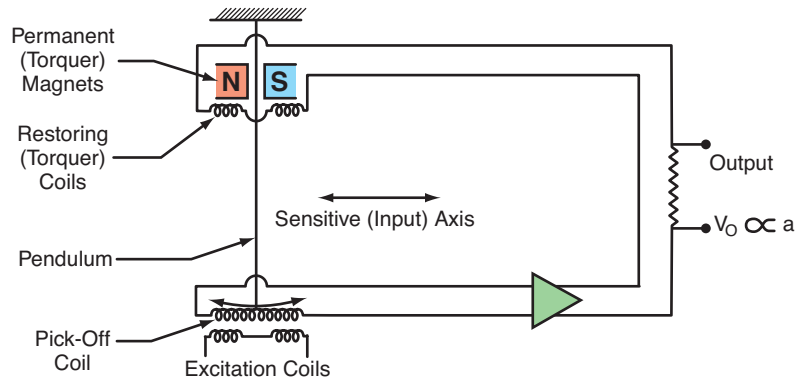 Permanent
(Torquer)
Magnets
N S
Restoring
(Torquer)
Coils
Output
Sensitive (Input) Axis
V_O ∝ a
Pendulum
Pick-Off
Coil
Excitation Coils